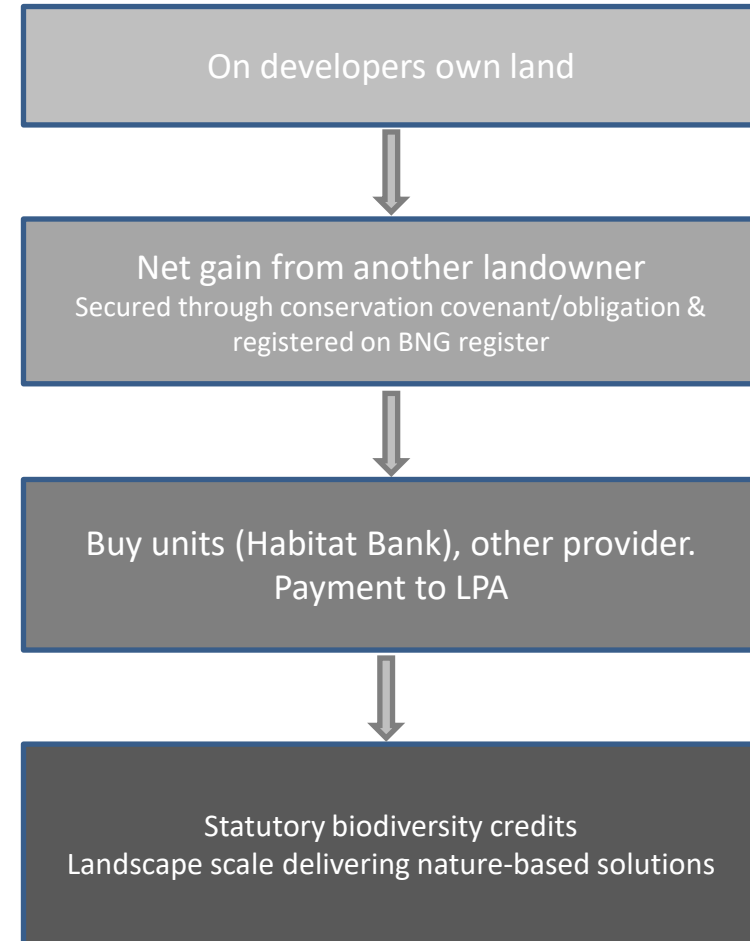 On developers own land
Net gain from another landowner
Secured through conservation covenant/obligation &
registered on BNG register
Buy units (Habitat Bank), other provider.
Payment to LPA
Statutory biodiversity credits
Landscape scale delivering nature-based solutions